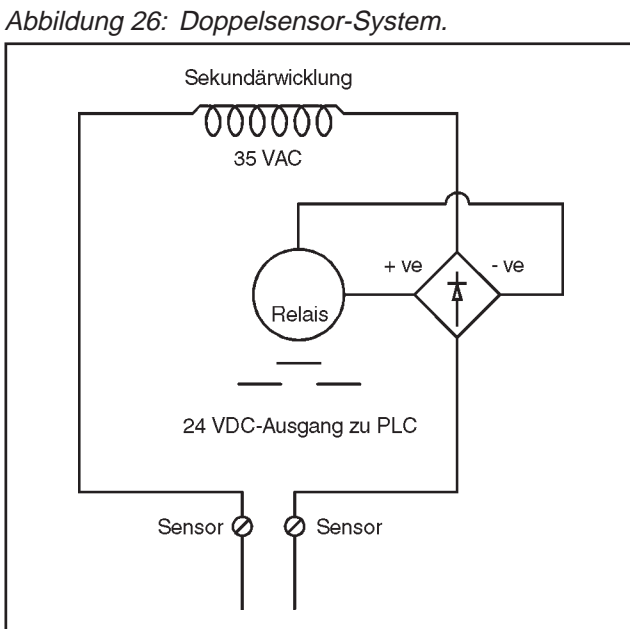 Abbildung 26: Doppelsensor-System.
Sekundärwicklung
35 VAC
+ ve
- ve
Relais
24 VDC-Ausgang zu PLC
Sensor
Sensor